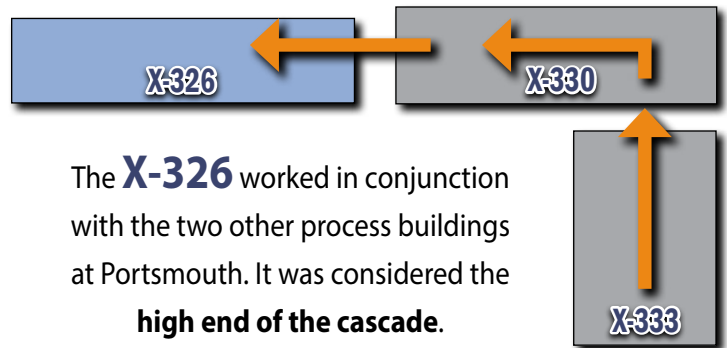 X-326
X-330
The X-326 worked in conjunction
with the two other process buildings
at Portsmouth. It was considered the
high end of the cascade.
X-333